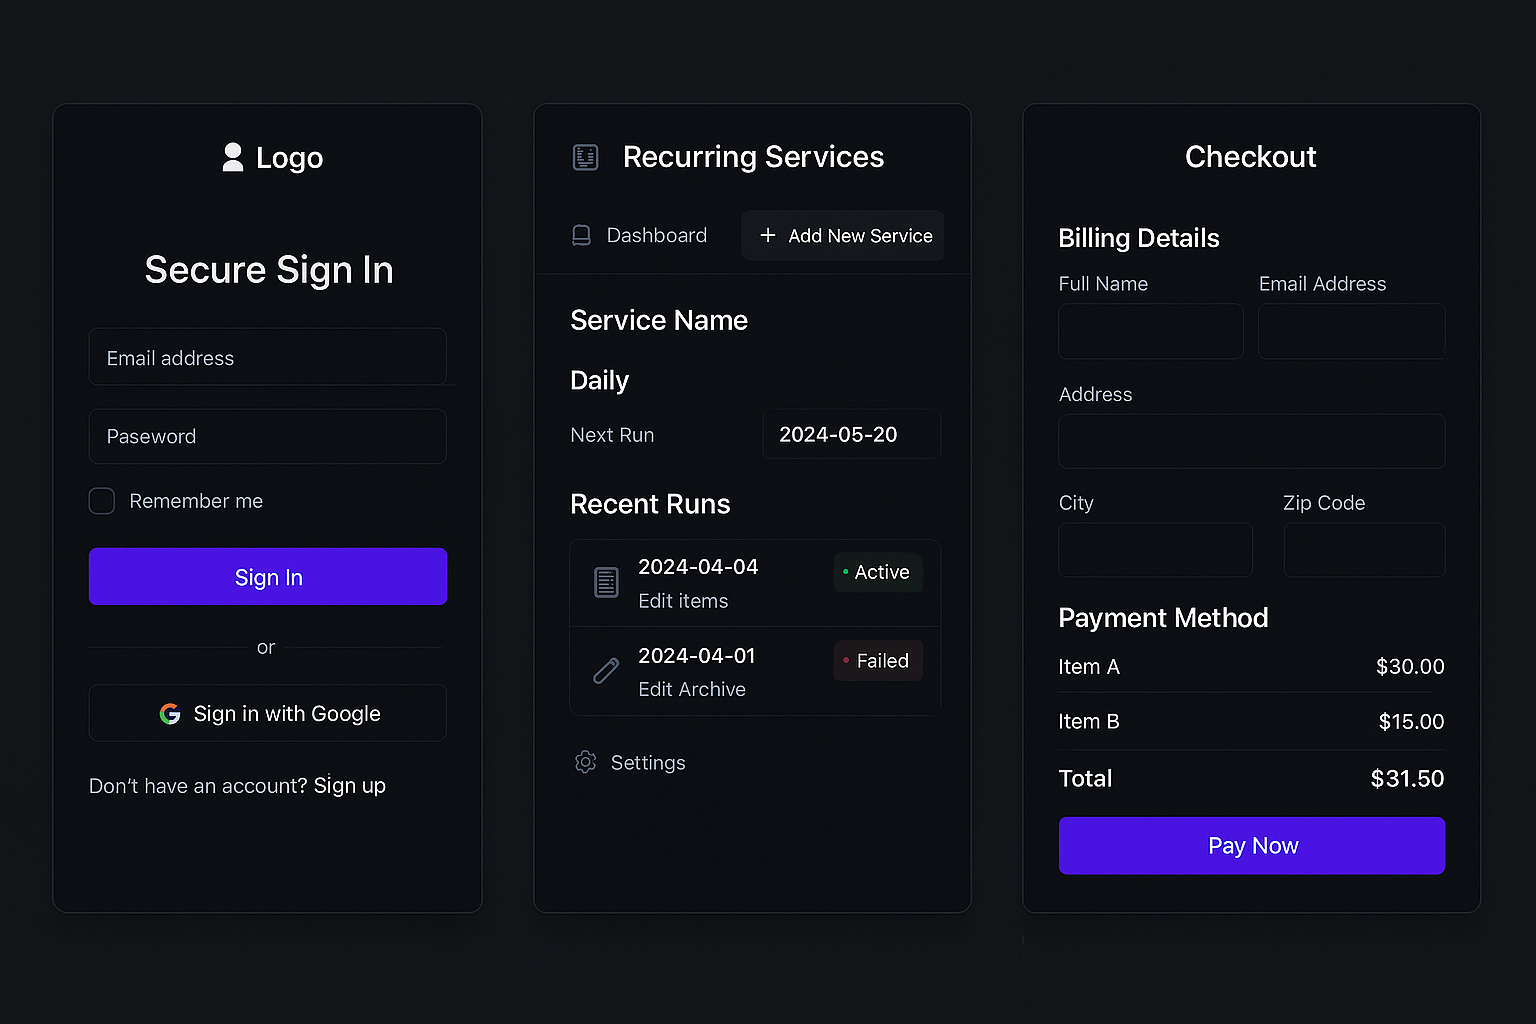 Logo
Secure Sign In
Email address
Paseword
Remember me
Sign In
or
Sign in with Google
Don't have an account? Sign up
Recurring Services
Dashboard
+ Add New Service
Service Name
Daily
Next Run 2024-05-20
Recent Runs
2024-04-04 Active
Edit items
2024-04-01 Failed
Edit Archive
Settings
Checkout
Billing Details
Full Name Email Address
Address
City Zip Code
Payment Method
Item A $30.00
Item B $15.00
Total $31.50
Pay Now